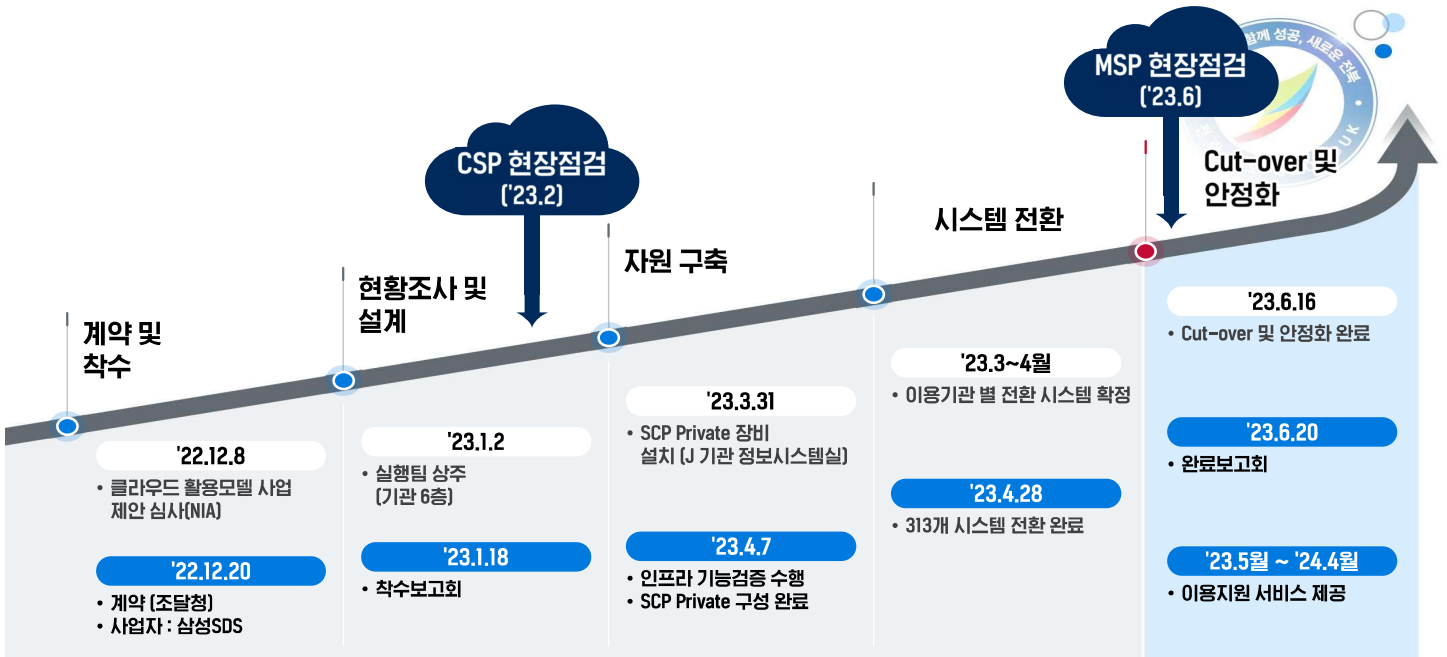 함께 성공, 새로운 전북
UK
MSP 현장점검
('23.6)
CSP 현장점검
('23.2)
계약 및
착수
'22.12.8
• 클라우드 활용모델 사업
제안 심사(NIA)
'22.12.20
• 계약 (조달청)
• 사업자 : 삼성SDS
현황조사 및
설계
'23.1.2
• 실행팀 상주
(기관 6층)
'23.1.18
• 착수보고회
자원 구축
'23.3.31
• SCP Private 장비
설치 (J 기관 정보시스템실)
'23.4.7
• 인프라 기능검증 수행
• SCP Private 구성 완료
시스템 전환
'23.3~4월
• 이용기관 별 전환 시스템 확정
'23.4.28
• 313개 시스템 전환 완료
Cut-over 및
안정화
'23.6.16
• Cut-over 및 안정화 완료
'23.6.20
• 완료보고회
'23.5월 ~ '24.4월
• 이용지원 서비스 제공